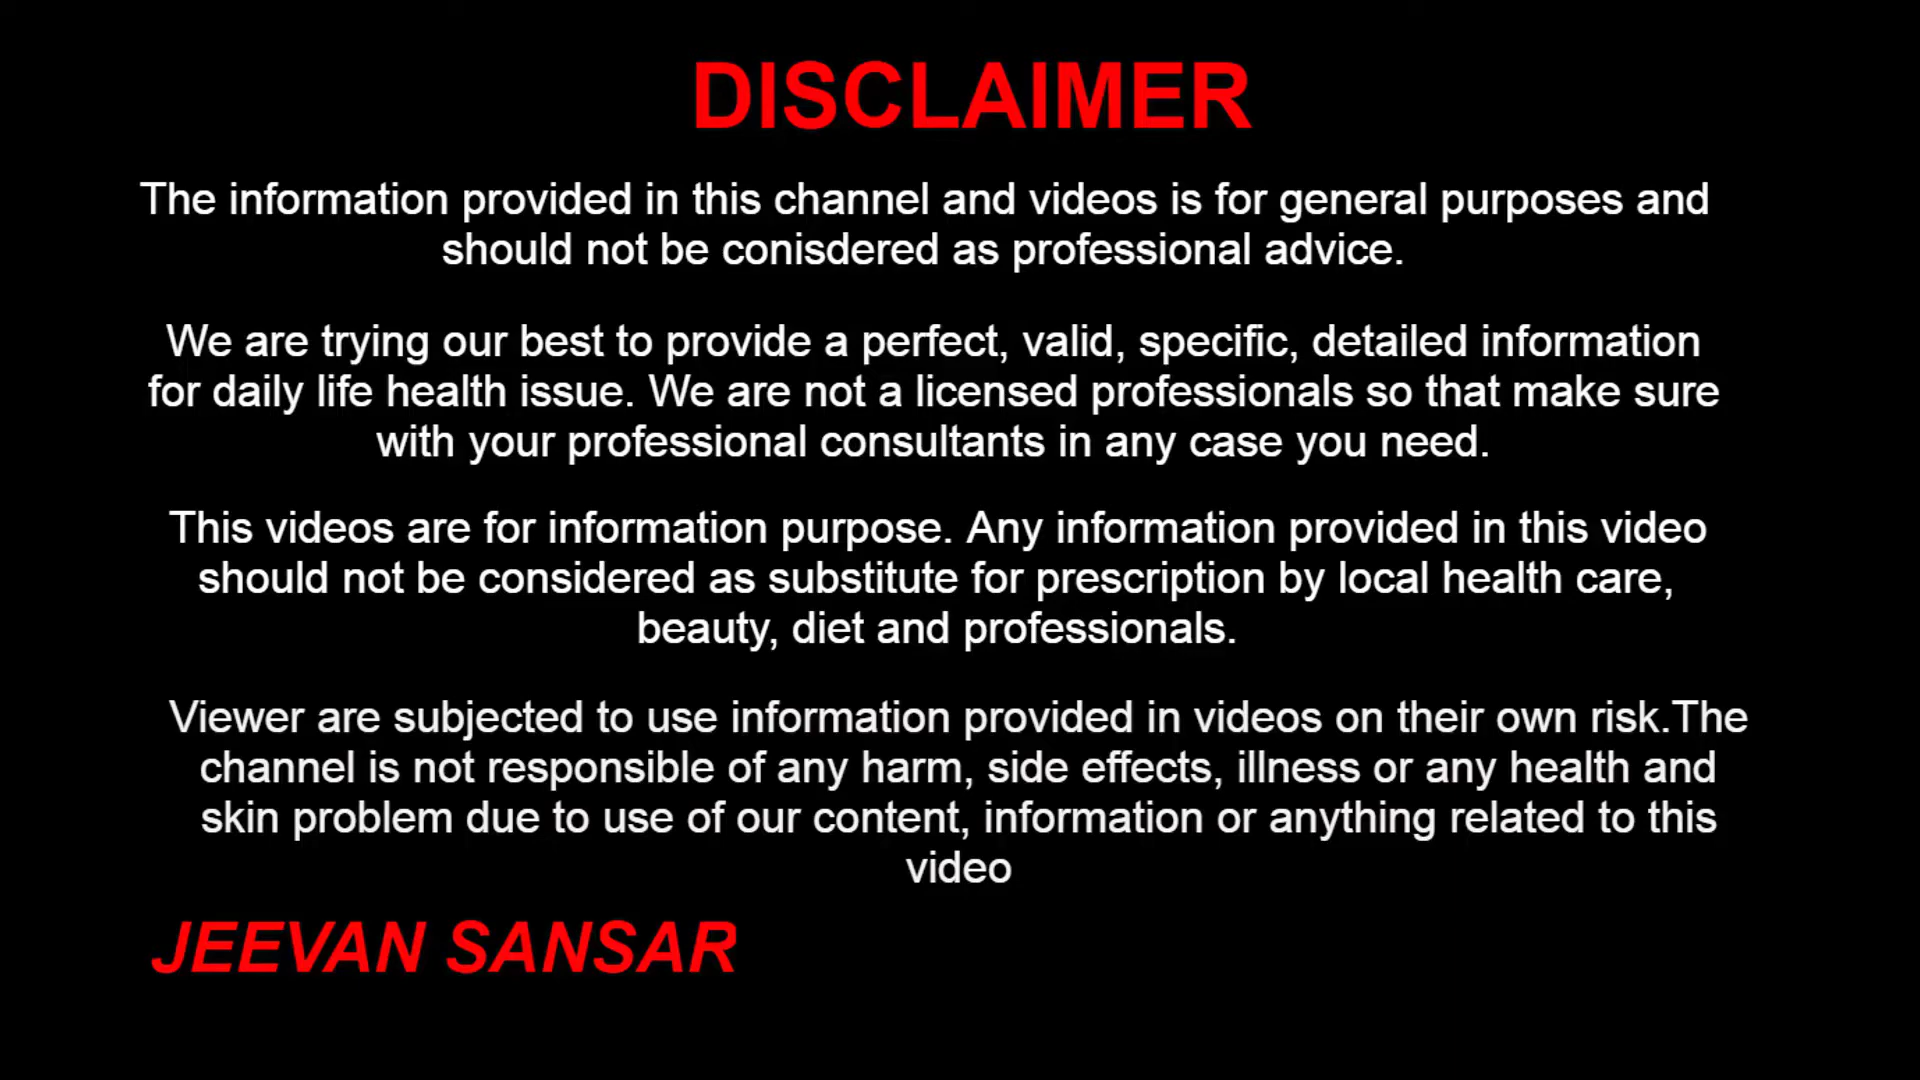 DISCLAIMER
The information provided in this channel and videos is for general purposes and
should not be conisdered as professional advice.
We are trying our best to provide a perfect, valid, specific, detailed information
for daily life health issue. We are not a licensed professionals so that make sure
with your professional consultants in any case you need.
This videos are for information purpose. Any information provided in this video
should not be considered as substitute for prescription by local health care,
beauty, diet and professionals.
Viewer are subjected to use information provided in videos on their own risk.The
channel is not responsible of any harm, side effects, illness or any health and
skin problem due to use of our content, information or anything related to this
video
JEEVAN SANSAR